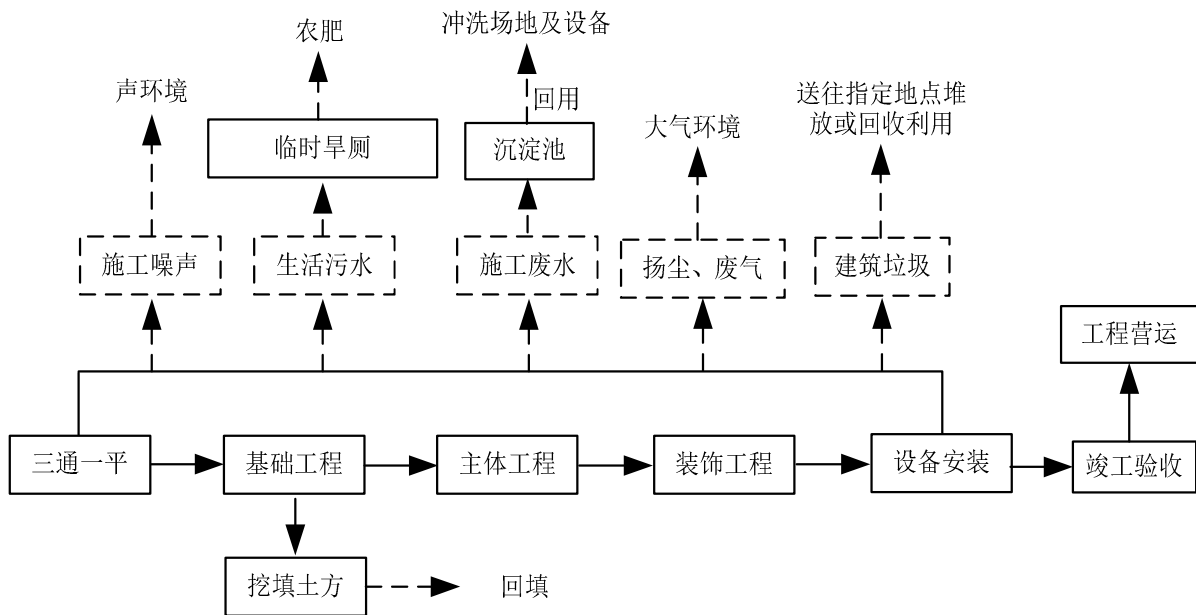 农肥
冲洗场地及设备
声环境
回用
送往指定地点堆
放或回收利用
大气环境
临时旱厕
沉淀池
施工噪声
生活污水
施工废水
扬尘、废气
建筑垃圾
工程营运
三通一平
基础工程
主体工程
装饰工程
设备安装
竣工验收
挖填土方
回填